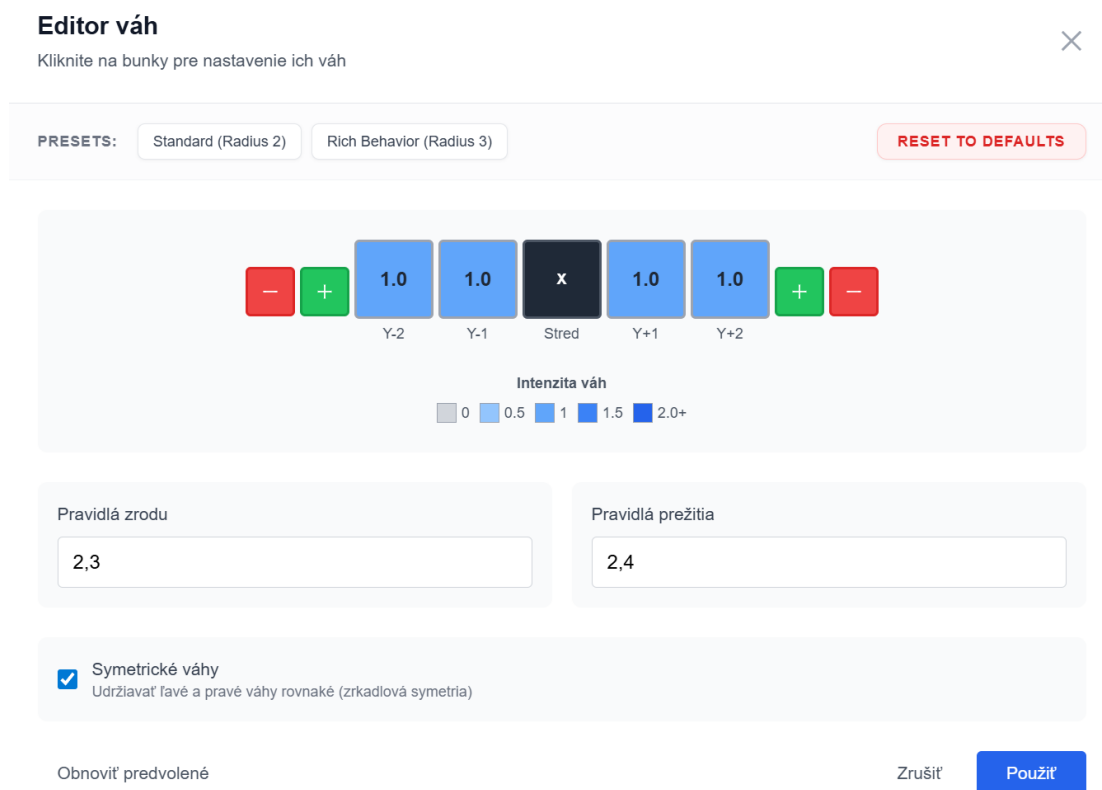 Editor váh
Kliknite na bunky pre nastavenie ich váh
PRESETS: Standard (Radius 2) Rich Behavior (Radius 3) RESET TO DEFAULTS
− + 1.0 1.0 x 1.0 1.0 + −
Y-2 Y-1 Stred Y+1 Y+2
Intenzita váh
0 0.5 1 1.5 2.0+
Pravidlá zrodu Pravidlá prežitia
2,3 2,4
Symetrické váhy
Udržiavať ľavé a pravé váhy rovnaké (zrkadlová symetria)
Obnoviť predvolené Zrušiť Použiť